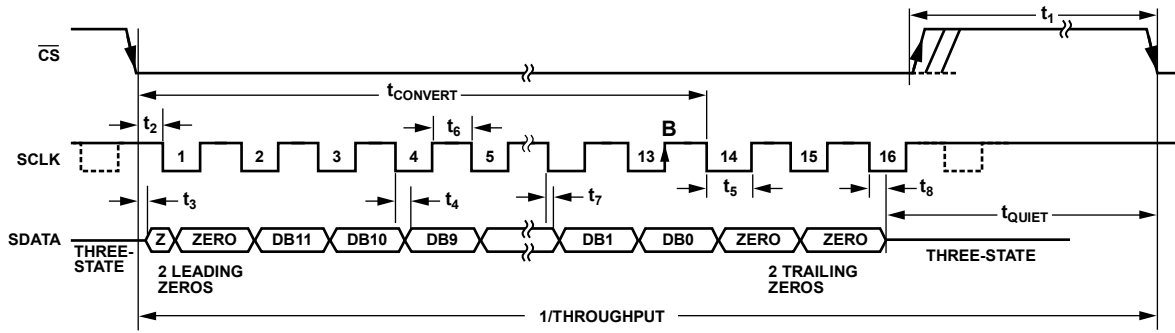 t1
CS
tCONVERT
t2
t6
B
SCLK
1 2 3 4 5 13 14 15 16
t3
t4
t7
t5
t8
tQUIET
SDATA
Z ZERO DB11 DB10 DB9 DB1 DB0 ZERO ZERO
THREE-
STATE
THREE-STATE
2 LEADING
ZEROS
2 TRAILING
ZEROS
1/THROUGHPUT